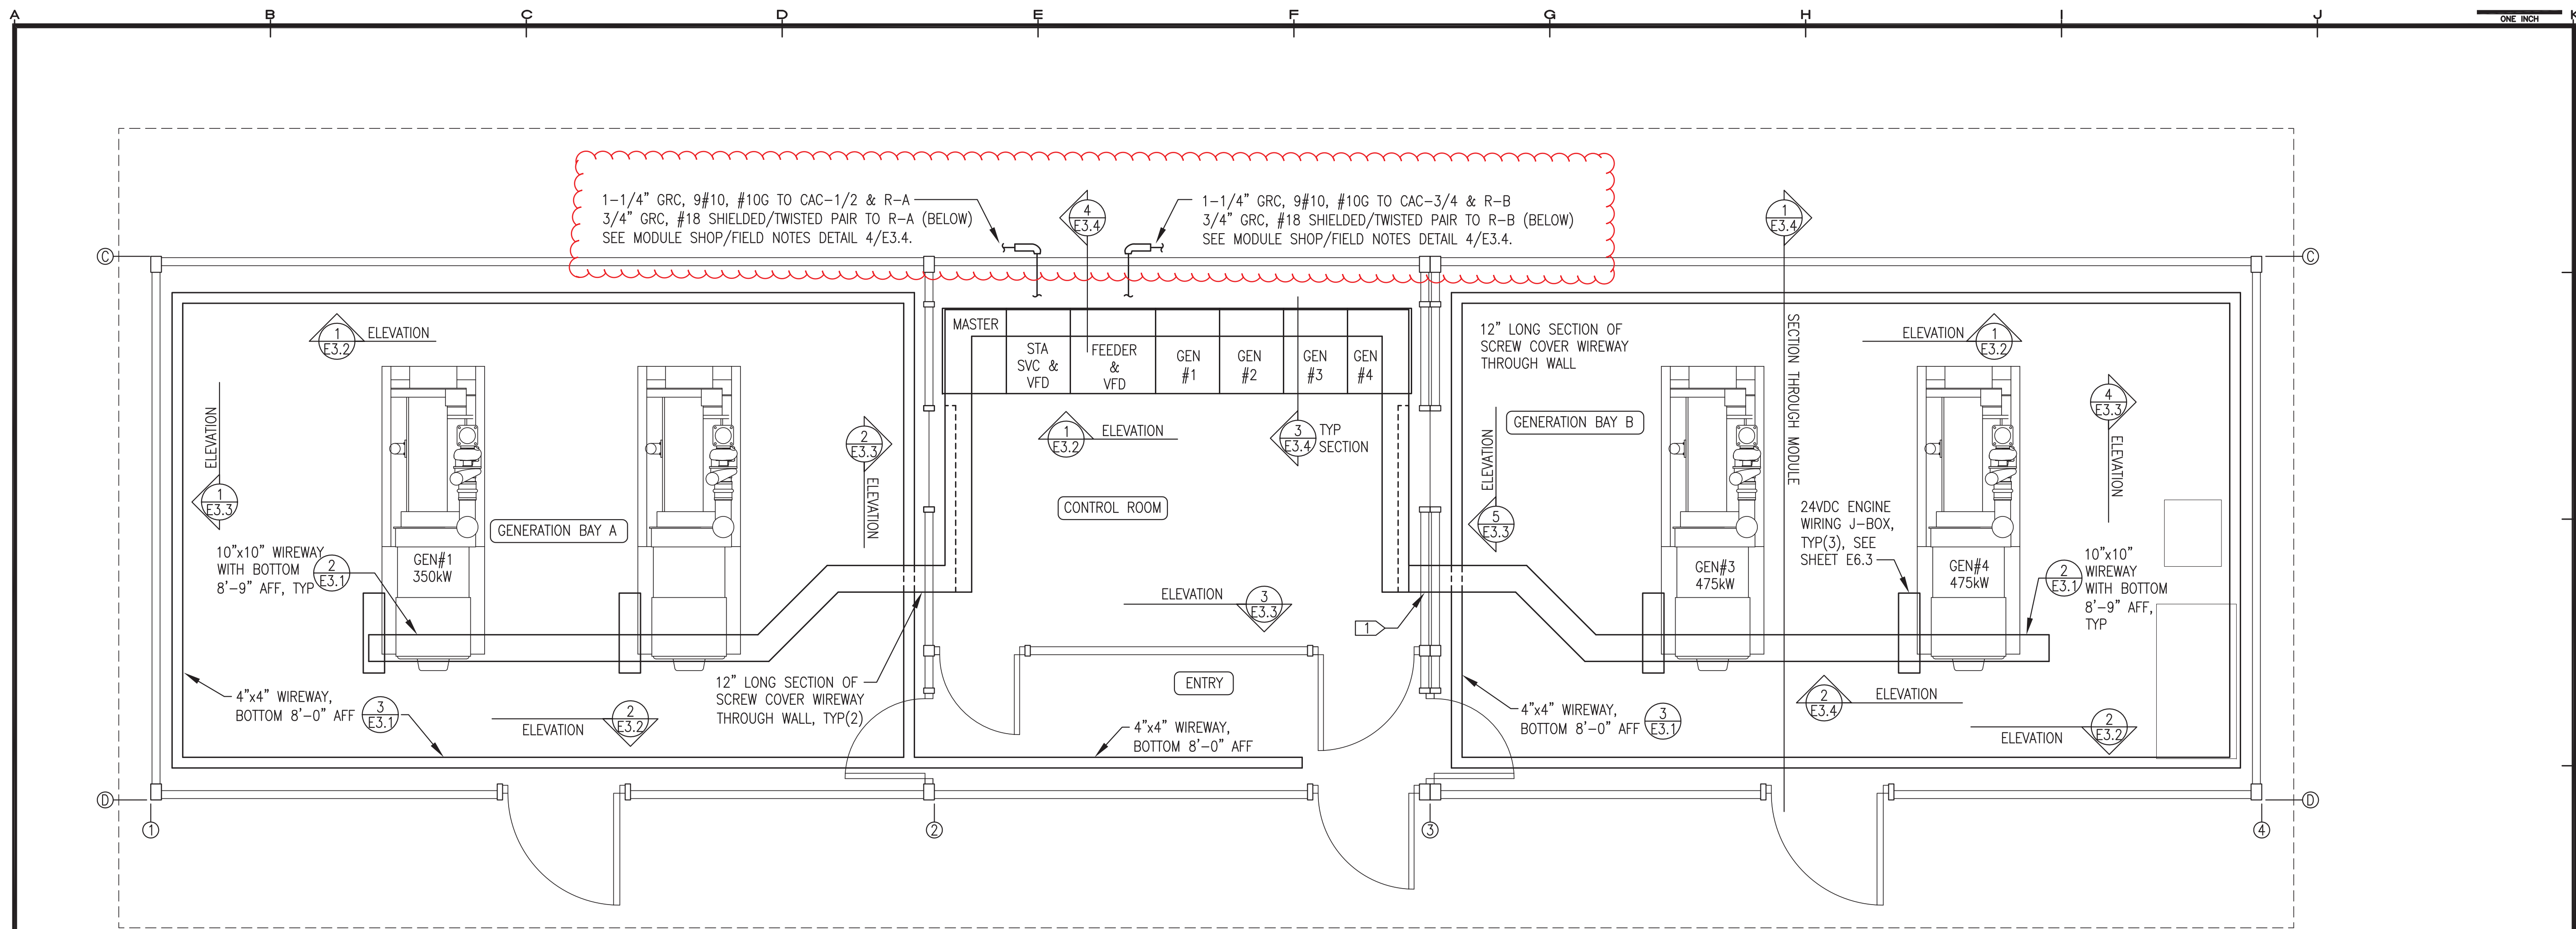 A B C D E F G H I J K
ONE INCH
1-1/4" GRC, 9#10, #10G TO CAC-1/2 & R-A
3/4" GRC, #18 SHIELDED/TWISTED PAIR TO R-A (BELOW)
SEE MODULE SHOP/FIELD NOTES DETAIL 4/E3.4.
4
E3.4
1-1/4" GRC, 9#10, #10G TO CAC-3/4 & R-B
3/4" GRC, #18 SHIELDED/TWISTED PAIR TO R-B (BELOW)
SEE MODULE SHOP/FIELD NOTES DETAIL 4/E3.4.
1
E3.4
SECTION THROUGH MODULE
C
C
1
E3.2
ELEVATION
ELEVATION
1
E3.3
2
E3.3
ELEVATION
GENERATION BAY A
GEN#1
350kW
10"x10" WIREWAY
WITH BOTTOM
8'-9" AFF, TYP
2
E3.1
4"x4" WIREWAY,
BOTTOM 8'-0" AFF
3
E3.1
ELEVATION
2
E3.2
12" LONG SECTION OF
SCREW COVER WIREWAY
THROUGH WALL, TYP(2)
MASTER
STA
SVC &
VFD
FEEDER
&
VFD
GEN
#1
GEN
#2
GEN
#3
GEN
#4
1
E3.2
ELEVATION
3
E3.4
TYP
SECTION
CONTROL ROOM
ELEVATION
3
E3.3
1
ENTRY
4"x4" WIREWAY,
BOTTOM 8'-0" AFF
12" LONG SECTION OF
SCREW COVER WIREWAY
THROUGH WALL
ELEVATION
1
E3.2
GENERATION BAY B
ELEVATION
5
E3.3
4
E3.3
ELEVATION
24VDC ENGINE
WIRING J-BOX,
TYP(3), SEE
SHEET E6.3
GEN#3
475kW
GEN#4
475kW
2
E3.1
10"x10"
WIREWAY
WITH BOTTOM
8'-9" AFF,
TYP
4"x4" WIREWAY,
BOTTOM 8'-0" AFF
3
E3.1
2
E3.4
ELEVATION
ELEVATION
2
E3.2
D
D
1
2
3
4